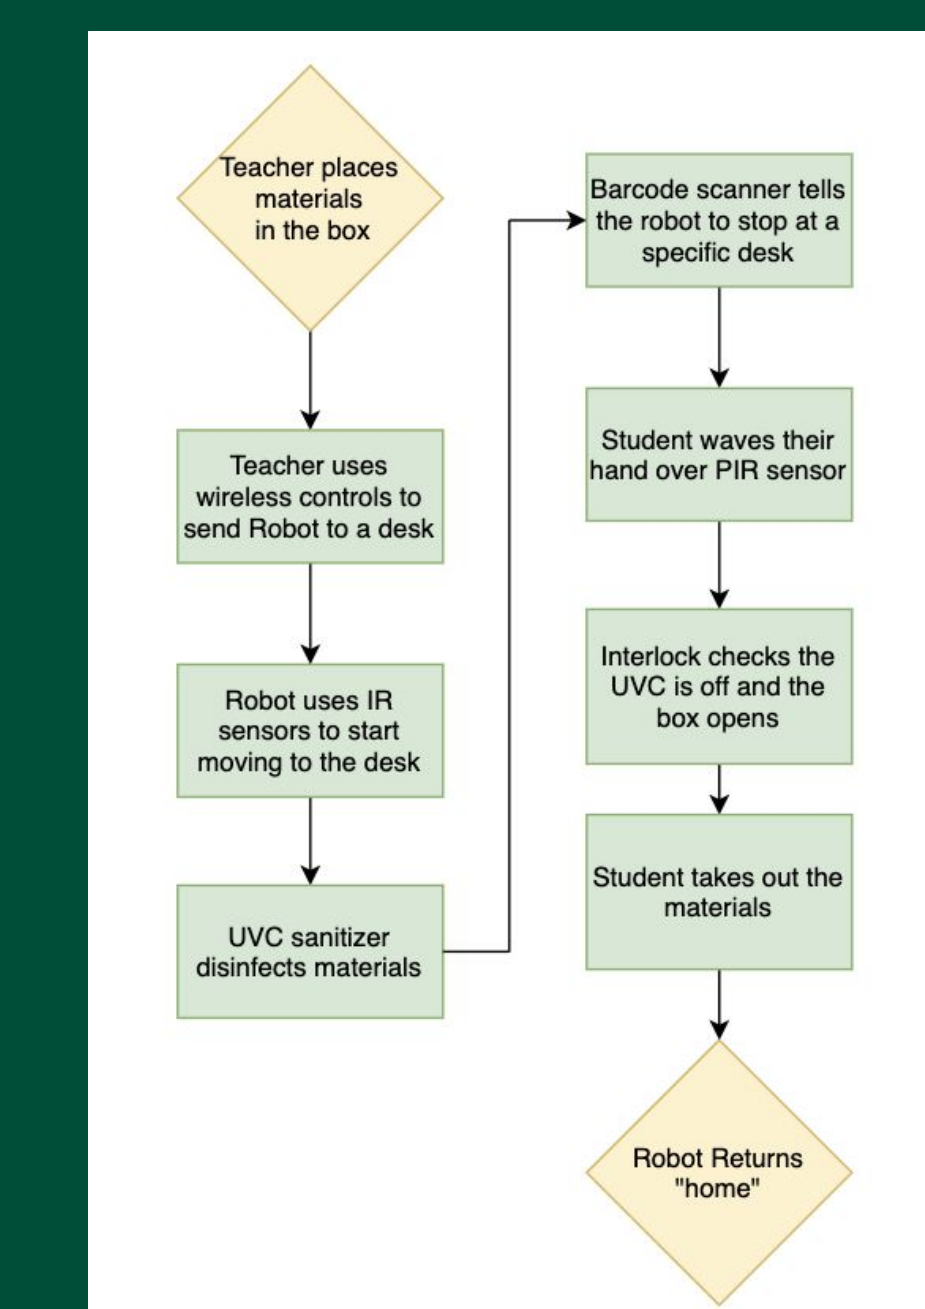 Teacher places
materials
in the box
Teacher uses
wireless controls to
send Robot to a desk
Robot uses IR
sensors to start
moving to the desk
UVC sanitizer
disinfects materials
Barcode scanner tells
the robot to stop at a
specific desk
Student waves their
hand over PIR sensor
Interlock checks the
UVC is off and the
box opens
Student takes out the
materials
Robot Returns
"home"